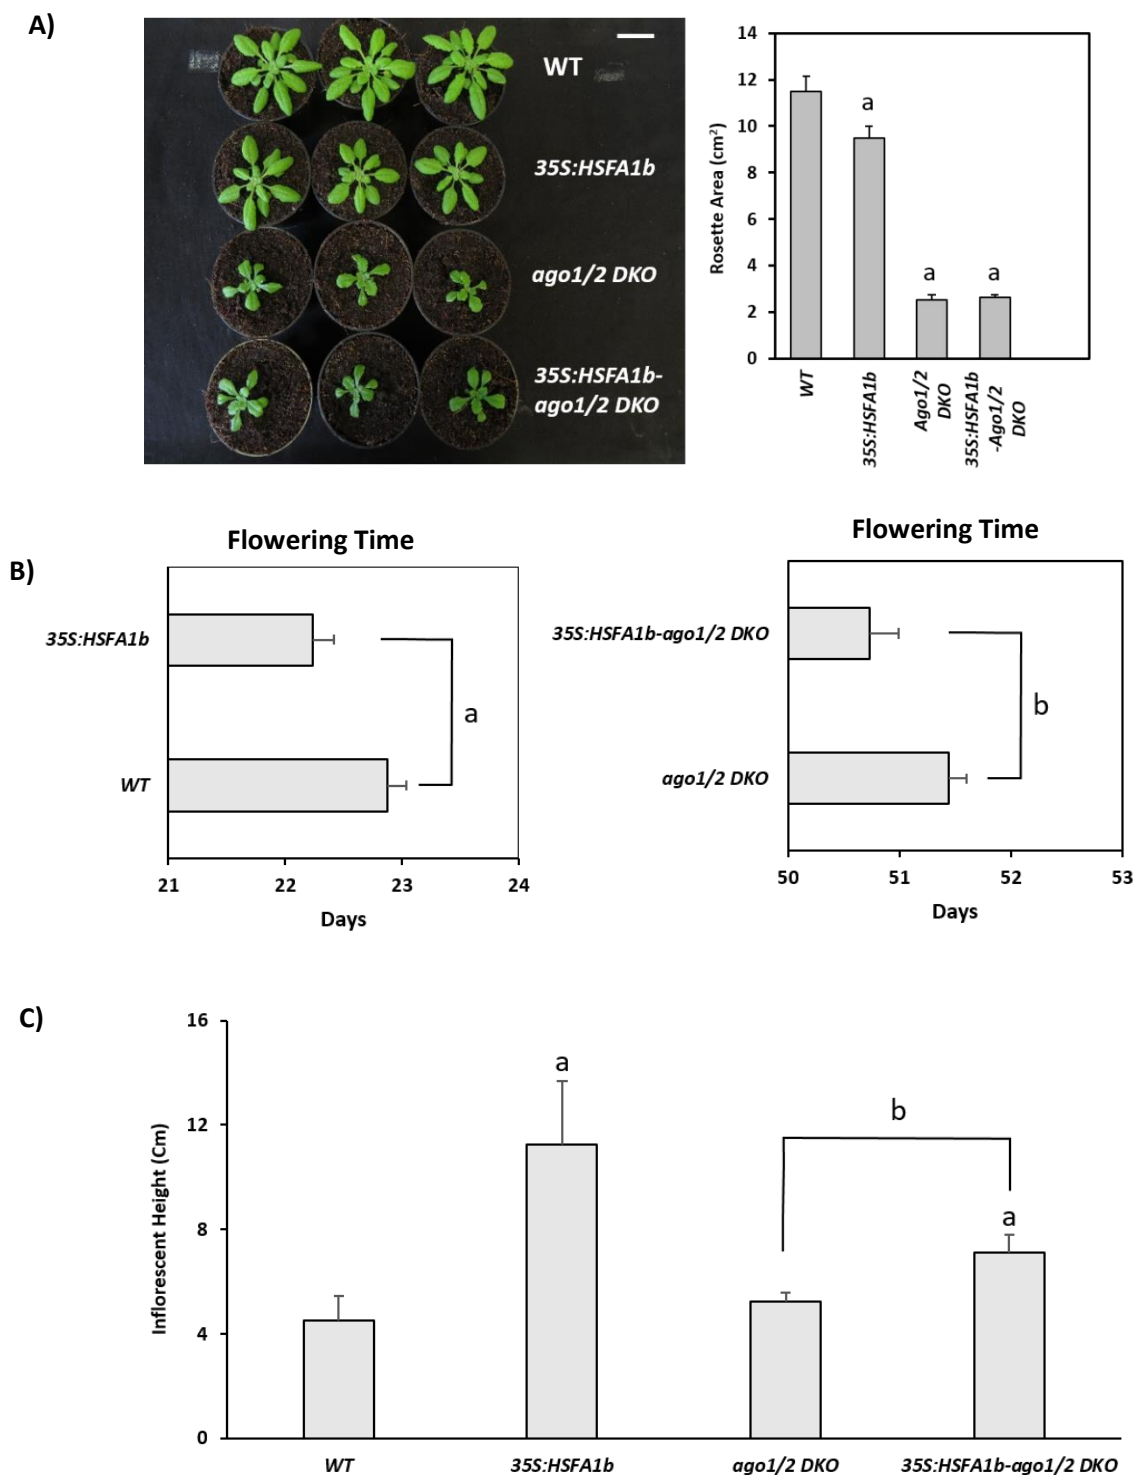 A)
WT
35S:HSFA1b
ago1/2 DKO
35S:HSFA1b-
ago1/2 DKO
14
12
10
8
6
4
2
0
Rosette Area (cm²)
a
a
a
WT
35S:HSFA1b
Ago1/2
DKO
35S:HSFA1b
-Ago1/2
DKO
B)
Flowering Time
35S:HSFA1b
WT
a
21 22 23 24
Days
Flowering Time
35S:HSFA1b-ago1/2 DKO
ago1/2 DKO
b
50 51 52 53
Days
C)
16
12
8
4
0
Inflorescent Height (Cm)
a
b
a
WT 35S:HSFA1b ago1/2 DKO 35S:HSFA1b-ago1/2 DKO